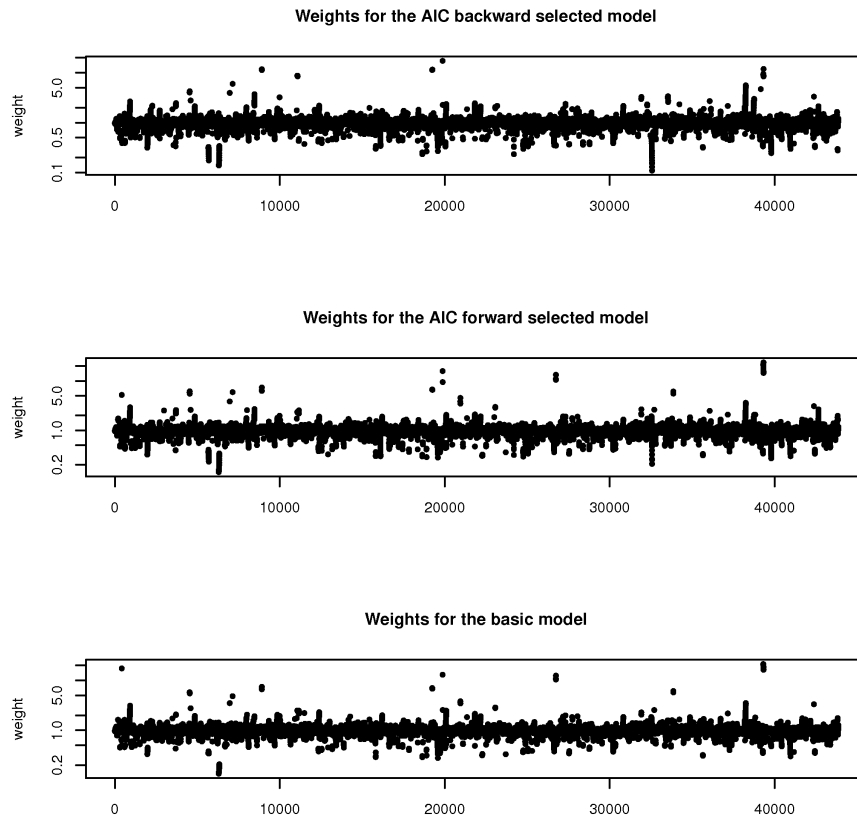 Weights for the AIC backward selected model
weight
5.0
0.5
0.1
0 10000 20000 30000 40000
Weights for the AIC forward selected model
weight
5.0
1.0
0.2
0 10000 20000 30000 40000
Weights for the basic model
weight
5.0
1.0
0.2
0 10000 20000 30000 40000